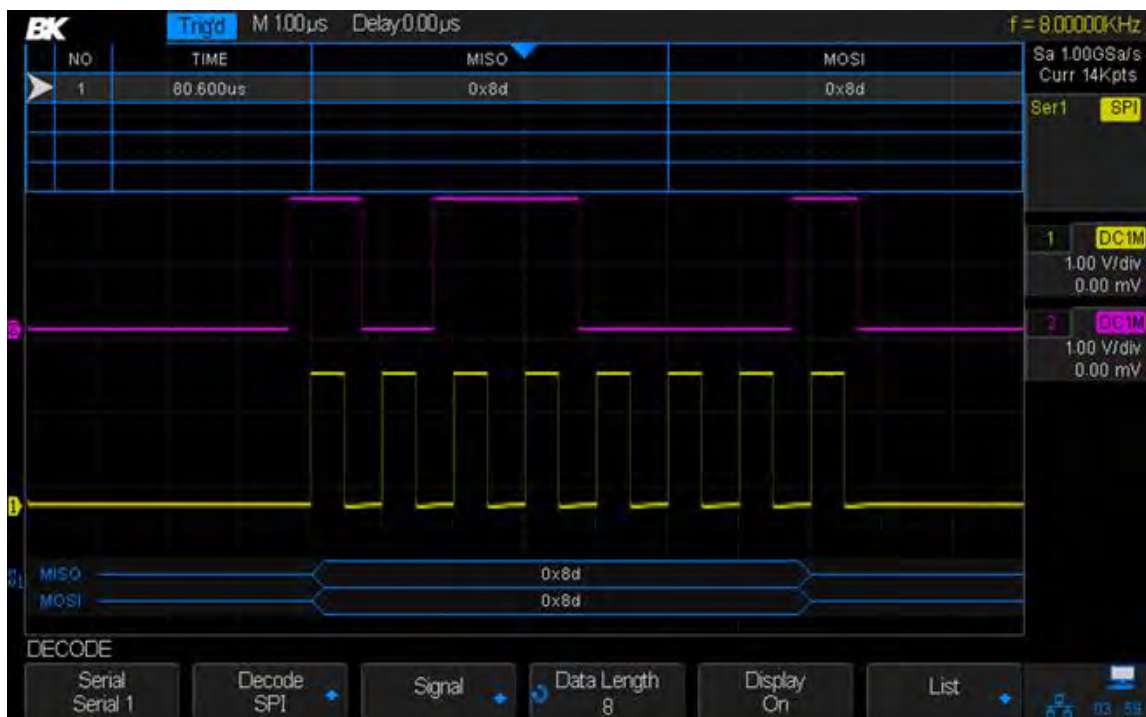 BK Trig'd M 1.00µs Delay:0.00µs f = 8.00000KHz
NO TIME MISO MOSI
1 80.600us 0x8d 0x8d
Sa 1.00GSa/s
Curr 14Kpts
Ser1 SPI
1 DC1M
1.00 V/div
0.00 mV
2 DC1M
1.00 V/div
0.00 mV
2
1
S1
MISO 0x8d
MOSI 0x8d
DECODE
Serial
Serial 1
Decode
SPI
Signal
Data Length
8
Display
On
List
03:59